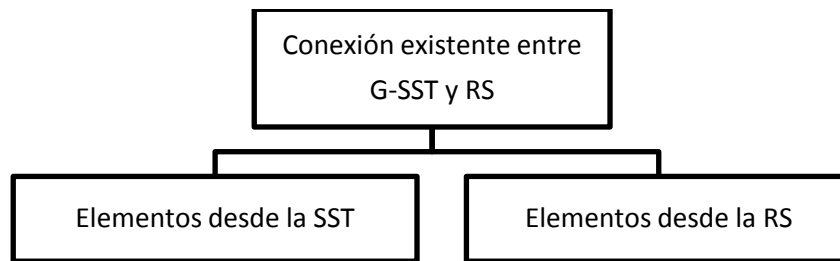 Conexión existente entre
G-SST y RS
Elementos desde la SST
Elementos desde la RS